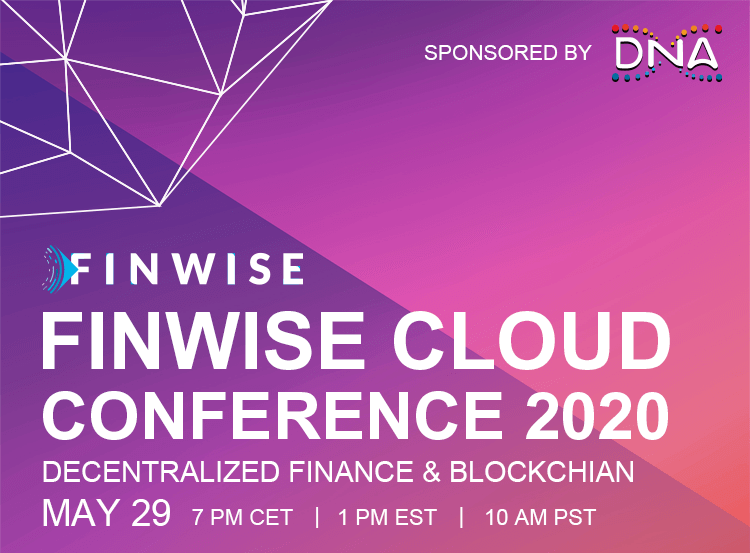 SPONSORED BY DNA
FINWISE
FINWISE CLOUD
CONFERENCE 2020
DECENTRALIZED FINANCE & BLOCKCHIAN
MAY 29 7 PM CET | 1 PM EST | 10 AM PST